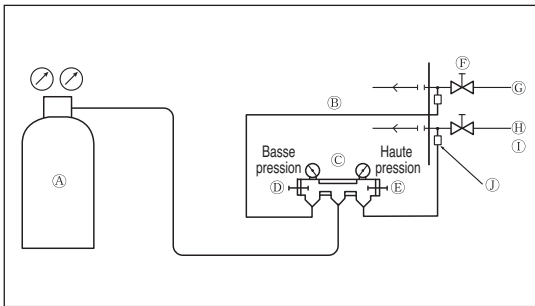 Ⓕ
Ⓖ
Ⓑ
Ⓗ
Basse
pression
Ⓒ
Haute
pression
Ⓘ
Ⓐ
Ⓓ
Ⓔ
Ⓙ